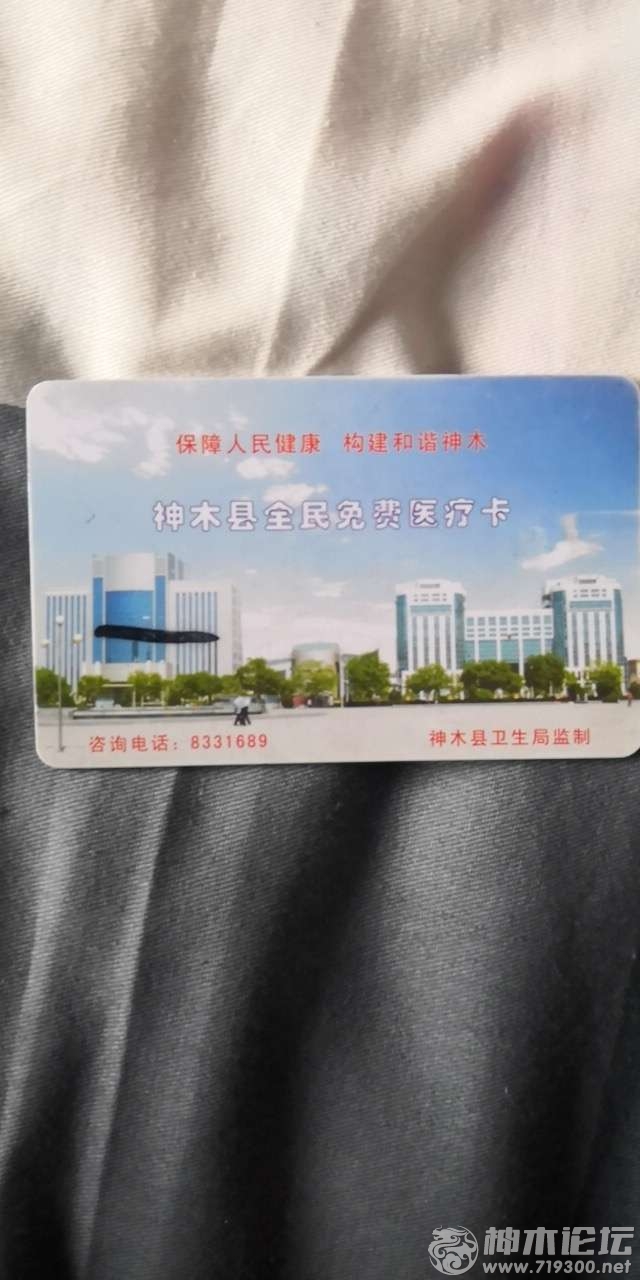 保障人民健康 构建和谐神木
神木县全民免费医疗卡
咨询电话：8331689
神木县卫生局监制
神木论坛
www.719300.net